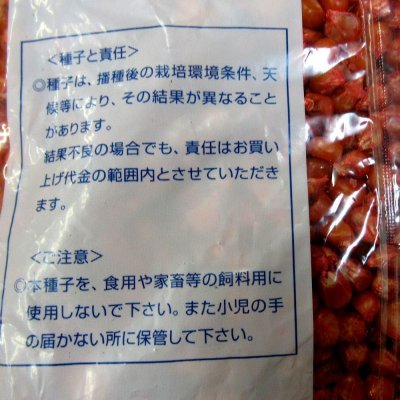 ＜種子と責任＞
◎種子は、播種後の栽培環境条件、天
候等により、その結果が異なること
があります。
結果不良の場合でも、責任はお買い
上げ代金の範囲内とさせていただき
ます。
＜ご注意＞
◎本種子を、食用や家畜等の飼料用に
使用しないで下さい。また小児の手
の届かない所に保管して下さい。